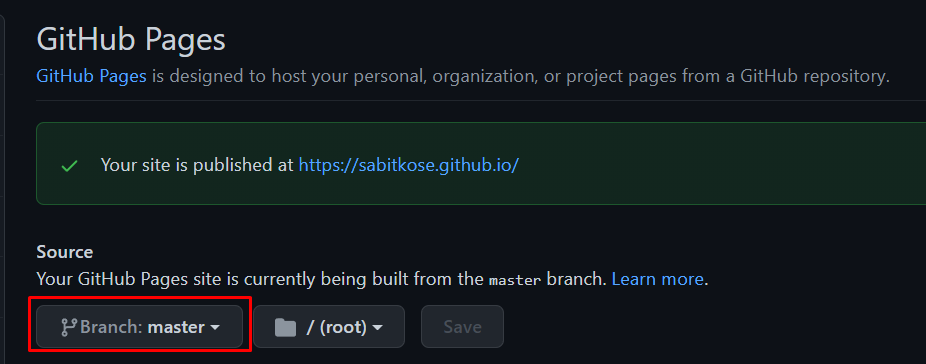 GitHub Pages
GitHub Pages is designed to host your personal, organization, or project pages from a GitHub repository.
Your site is published at https://sabitkose.github.io/
Source
Your GitHub Pages site is currently being built from the master branch. Learn more.
Branch: master / (root) Save